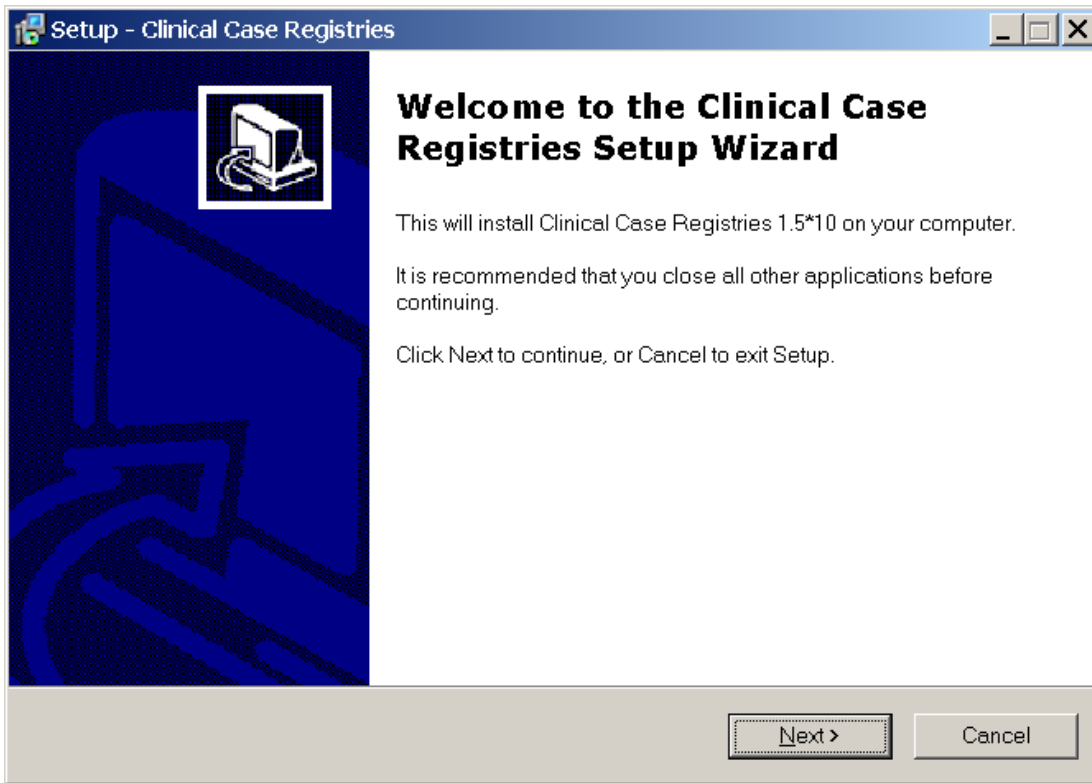 Setup - Clinical Case Registries
Welcome to the Clinical Case
Registries Setup Wizard
This will install Clinical Case Registries 1.5*10 on your computer.
It is recommended that you close all other applications before
continuing.
Click Next to continue, or Cancel to exit Setup.
Next >
Cancel